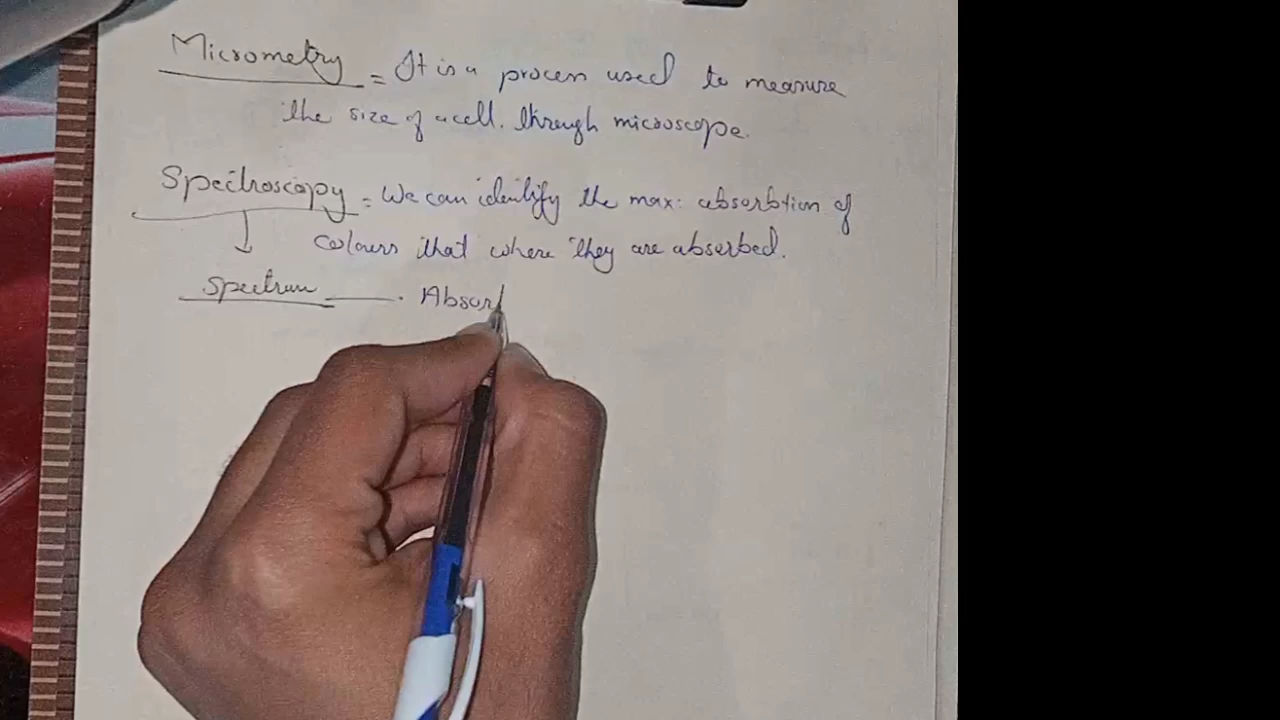 Micrometry = It is a process used to measure
the size of a cell. through microscope.
Spectroscopy = We can identify the max: absorbtion of
colours that where they are absorbed.
Spectrum . Absor